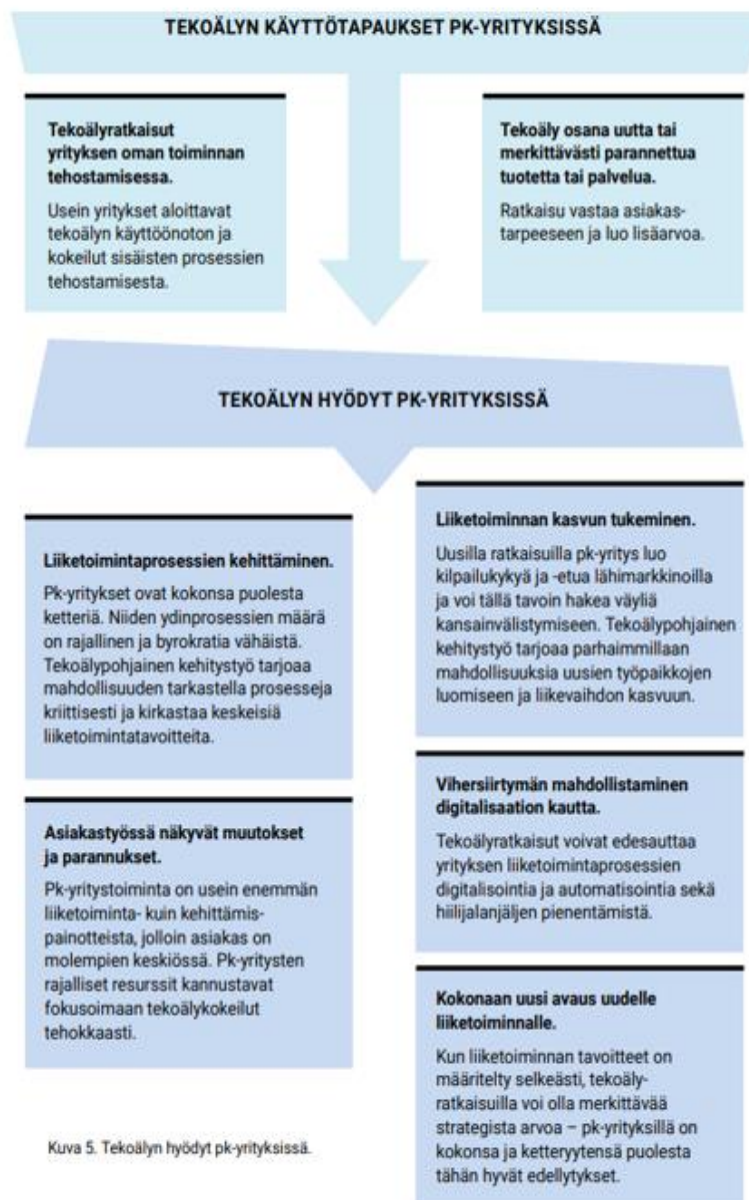 TEKOÄLYN KÄYTTÖTAPAUKSET PK-YRITYKSISSÄ
Tekoälyratkaisut
yrityksen oman toiminnan
tehostamisessa.
Usein yritykset aloittavat
tekoälyn käyttöönoton ja
kokeilut sisäisten prosessien
tehostamisesta.
Tekoäly osana uutta tai
merkittävästi parannettua
tuotetta tai palvelua.
Ratkaisu vastaa asiakas-
tarpeeseen ja luo lisäarvoa.
TEKOÄLYN HYÖDYT PK-YRITYKSISSÄ
Liiketoimintaprosessien kehittäminen.
Pk-yritykset ovat kokonsa puolesta
ketteriä. Niiden ydinprosessien määrä
on rajallinen ja byrokratia vähäistä.
Tekoälypohjainen kehitystyö tarjoaa
mahdollisuuden tarkastella prosesseja
kriittisesti ja kirkastaa keskeisiä
liiketoimintatavoitteita.
Asiakastyössä näkyvät muutokset
ja parannukset.
Pk-yritystoiminta on usein enemmän
liiketoiminta- kuin kehittämis-
painotteista, jolloin asiakas on
molempien keskiössä. Pk-yritysten
rajalliset resurssit kannustavat
fokusoimaan tekoälykokeilut
tehokkaasti.
Liiketoiminnan kasvun tukeminen.
Uusilla ratkaisuilla pk-yritys luo
kilpailukykyä ja -etua lähimarkkinoilla
ja voi tällä tavoin hakea väyliä
kansainvälistymiseen. Tekoälypohjainen
kehitystyö tarjoaa parhaimmillaan
mahdollisuuksia uusien työpaikkojen
luomiseen ja liikevaihdon kasvuun.
Vihersiirtymän mahdollistaminen
digitalisaation kautta.
Tekoälyratkaisut voivat edesauttaa
yrityksen liiketoimintaprosessien
digitalisointia ja automatisointia sekä
hiilijalanjäljen pienentämistä.
Kokonaan uusi avaus uudelle
liiketoiminnalle.
Kun liiketoiminnan tavoitteet on
määritelty selkeästi, tekoäly-
ratkaisuilla voi olla merkittävää
strategista arvoa – pk-yrityksillä on
kokonsa ja ketteryytensä puolesta
tähän hyvät edellytykset.
Kuva 5. Tekoälyn hyödyt pk-yrityksissä.